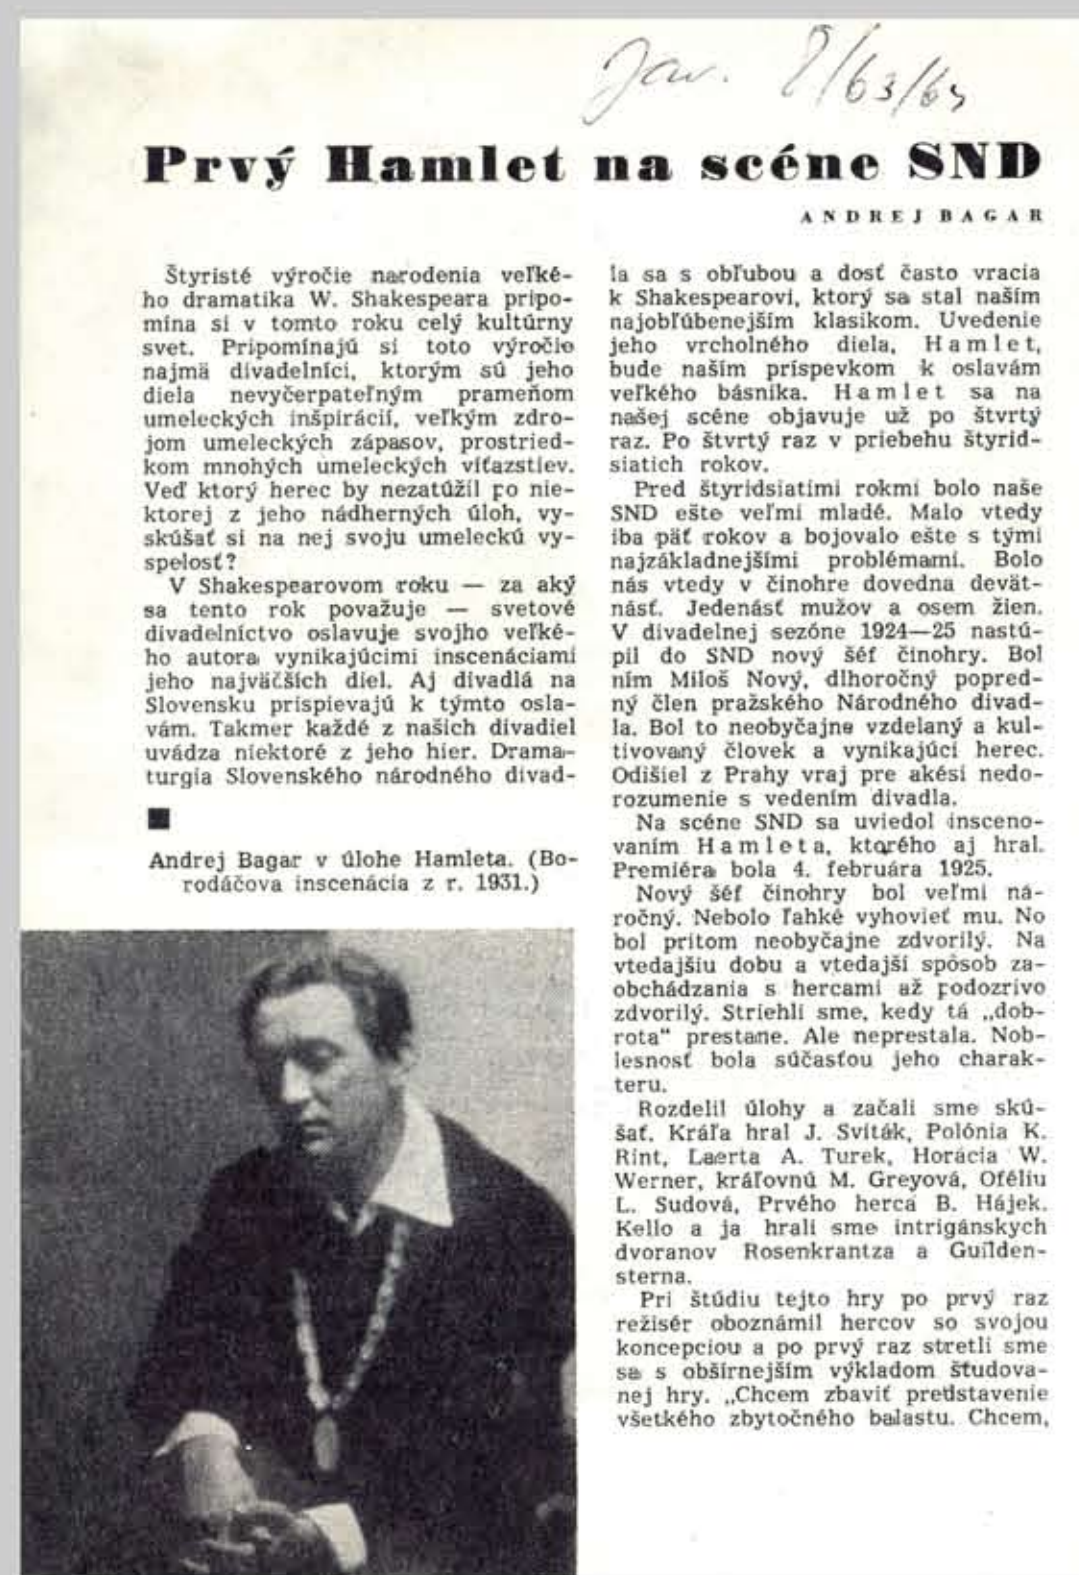 Jav. 8/63/64
Prvý Hamlet na scéne SND
ANDREJ BAGAR
Štyristé výročie narodenia veľké-
ho dramatika W. Shakespeara pripo-
mína si v tomto roku celý kultúrny
svet. Pripomínajú si toto výročie
najmä divadelníci, ktorým sú jeho
diela nevyčerpateľným prameňom
umeleckých inšpirácií, veľkým zdro-
jom umeleckých zápasov, prostried-
kom mnohých umeleckých víťazstiev.
Veď ktorý herec by nezatúžil po nie-
ktorej z jeho nádherných úloh, vy-
skúšať si na nej svoju umeleckú vy-
spelosť?
V Shakespearovom roku — za aký
sa tento rok považuje — svetové
divadelníctvo oslavuje svojho veľké-
ho autora vynikajúcimi inscenáciami
jeho najväčších diel. Aj divadlá na
Slovensku prispievajú k týmto osla-
vám. Takmer každé z našich divadiel
uvádza niektoré z jeho hier. Drama-
turgia Slovenského národného divad-
Andrej Bagar v úlohe Hamleta. (Bo-
rodáčova inscenácia z r. 1931.)
la sa s obľubou a dosť často vracia
k Shakespearovi, ktorý sa stal naším
najobľúbenejším klasikom. Uvedenie
jeho vrcholného diela, Hamlet,
bude naším príspevkom k oslavám
veľkého básnika. Hamlet sa na
našej scéne objavuje už po štvrtý
raz. Po štvrtý raz v priebehu štyrid-
siatich rokov.
Pred štyridsiatimi rokmi bolo naše
SND ešte veľmi mladé. Malo vtedy
iba päť rokov a bojovalo ešte s tými
najzákladnejšími problémami. Bolo
nás vtedy v činohre dovedna devät-
násť. Jedenásť mužov a osem žien.
V divadelnej sezóne 1924—25 nastú-
pil do SND nový šéf činohry. Bol
ním Miloš Nový, dlhoročný popred-
ný člen pražského Národného divad-
la. Bol to neobyčajne vzdelaný a kul-
tivovaný človek a vynikajúci herec.
Odišiel z Prahy vraj pre akési nedo-
rozumenie s vedením divadla.
Na scéne SND sa uviedol insceno-
vaním Hamleta, ktorého aj hral.
Premiéra bola 4. februára 1925.
Nový šéf činohry bol veľmi ná-
ročný. Nebolo ľahké vyhovieť mu. No
bol pritom neobyčajne zdvorilý. Na
vtedajšiu dobu a vtedajší spôsob za-
obchádzania s hercami až podozrivo
zdvorilý. Striehli sme, kedy tá „dob-
rota“ prestane. Ale neprestala. Nob-
lesnosť bola súčasťou jeho charak-
teru.
Rozdelil úlohy a začali sme skú-
šať. Kráľa hral J. Sviták, Polónia K.
Rint, Laerta A. Turek, Horácia W.
Werner, kráľovnú M. Greyová, Oféliu
L. Sudová, Prvého herca B. Hájek.
Kello a ja hrali sme intrigánskych
dvoranov Rosenkrantza a Guilden-
sterna.
Pri štúdiu tejto hry po prvý raz
režisér oboznámil hercov so svojou
koncepciou a po prvý raz stretli sme
sa s obšírnejším výkladom študova-
nej hry. „Chcem zbaviť predstavenie
všetkého zbytočného balastu. Chcem,